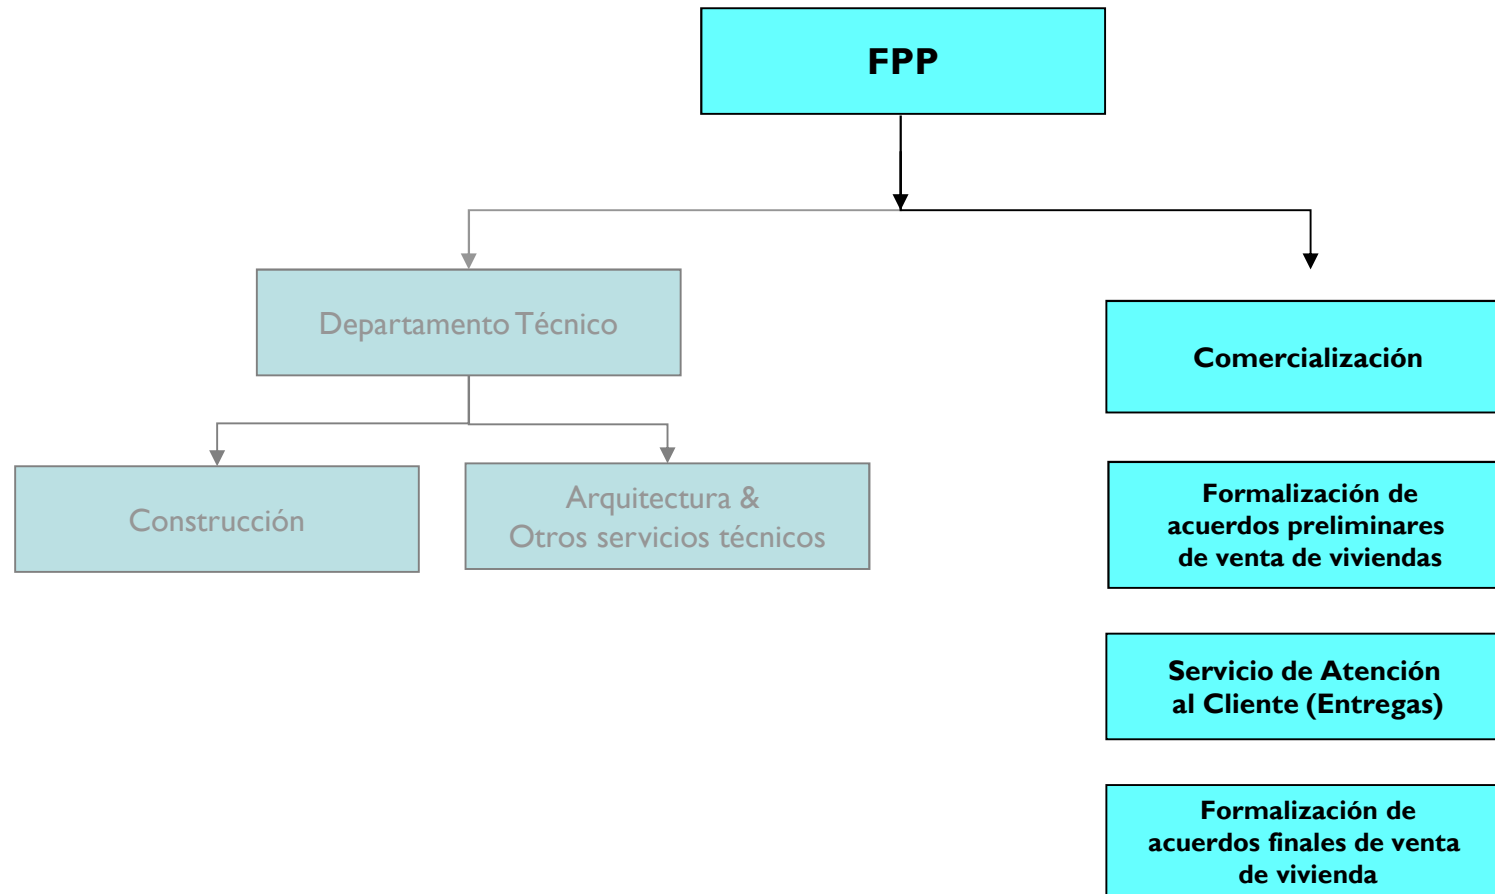 FPP
Departamento Técnico
Comercialización
Construcción
Arquitectura &
Otros servicios técnicos
Formalización de
acuerdos preliminares
de venta de viviendas
Servicio de Atención
al Cliente (Entregas)
Formalización de
acuerdos finales de venta
de vivienda